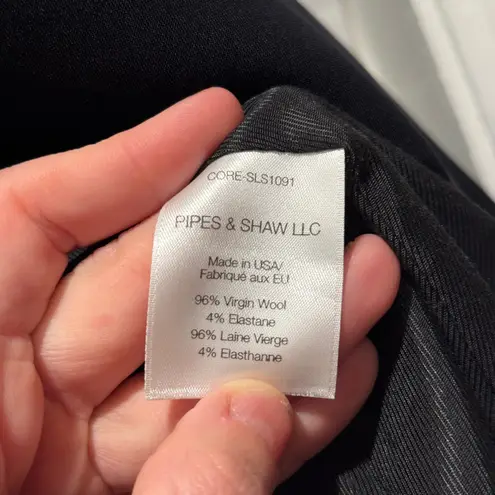 CORE-SLS1091
PIPES & SHAW LLC
Made in USA/
Fabriqué aux EU
96% Virgin Wool
4% Elastane
96% Laine Vierge
4% Elasthanne